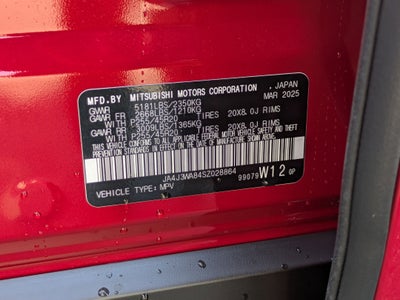 MFD.BY MITSUBISHI MOTORS CORPORATION , JAPAN
MAR 2025
GVWR 5181LBS/2350KG
GAWR FR 2668LBS/1210KG
WITH P255/45R20 TIRES, 20X8.0J RIMS
GAWR RR 3009LBS/1365KG
WITH P255/45R20 TIRES, 20X8.0J RIMS
THIS VEHICLE CONFORMS TO ALL APPLICABLE FEDERAL MOTOR VEHICLE
SAFETY AND THEFT PREVENTION STANDARDS IN EFFECT ON THE DATE OF
MANUFACTURE SHOWN ABOVE.
JA4J3WA84SZ028864
99079 W12 OP
VEHICLE TYPE: MPV